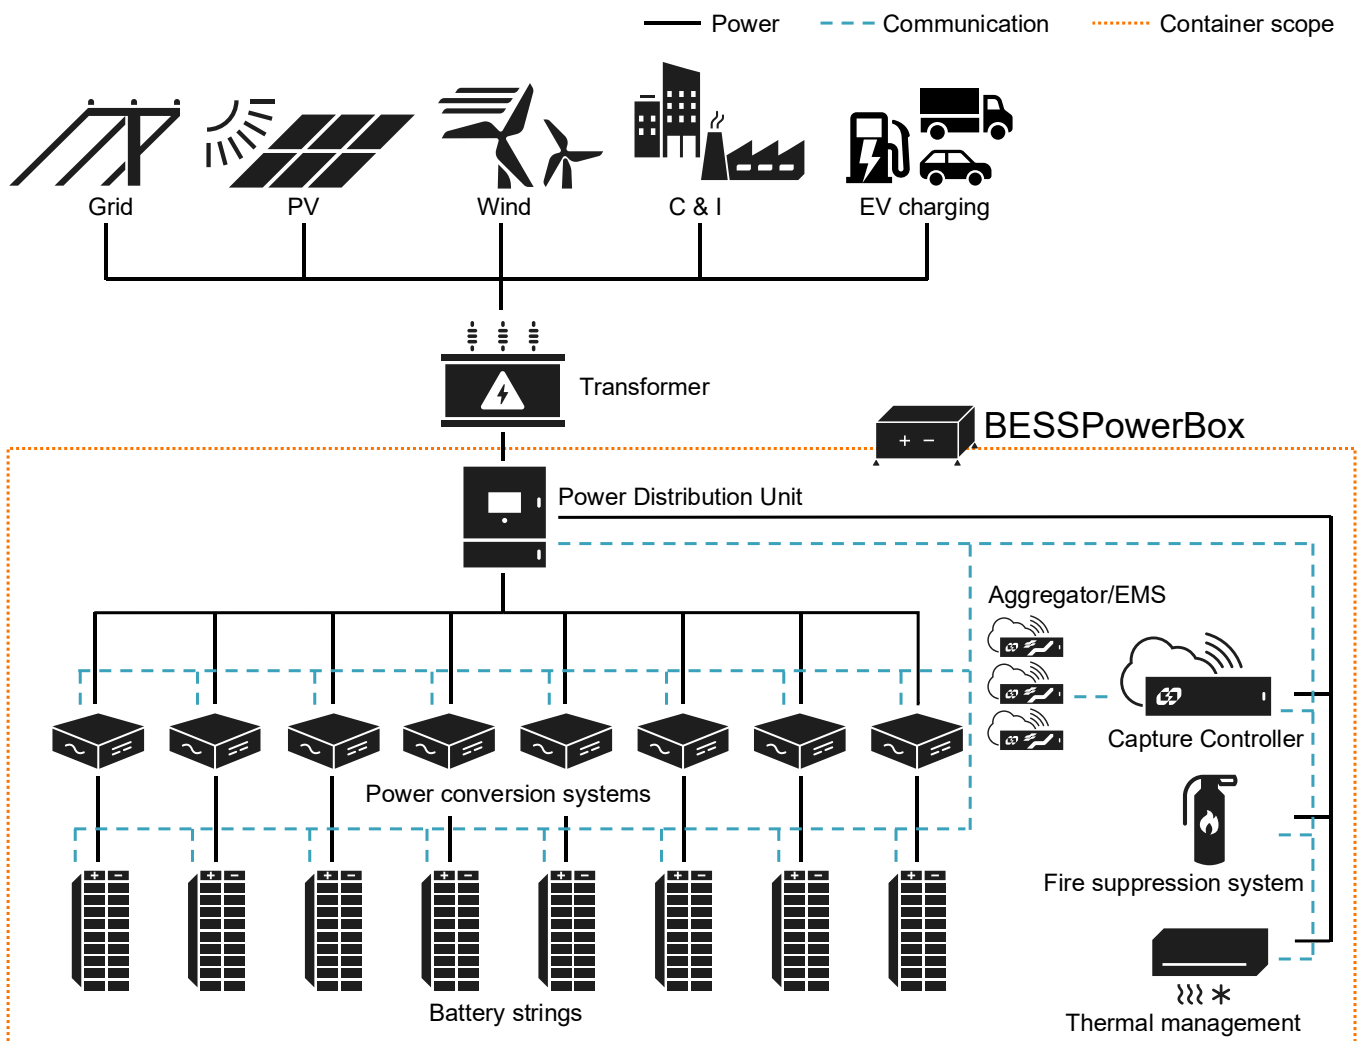 Power
Communication
Container scope
Grid
PV
Wind
C & I
EV charging
Transformer
BESSPowerBox
Power Distribution Unit
Aggregator/EMS
Capture Controller
Power conversion systems
Fire suppression system
Battery strings
Thermal management